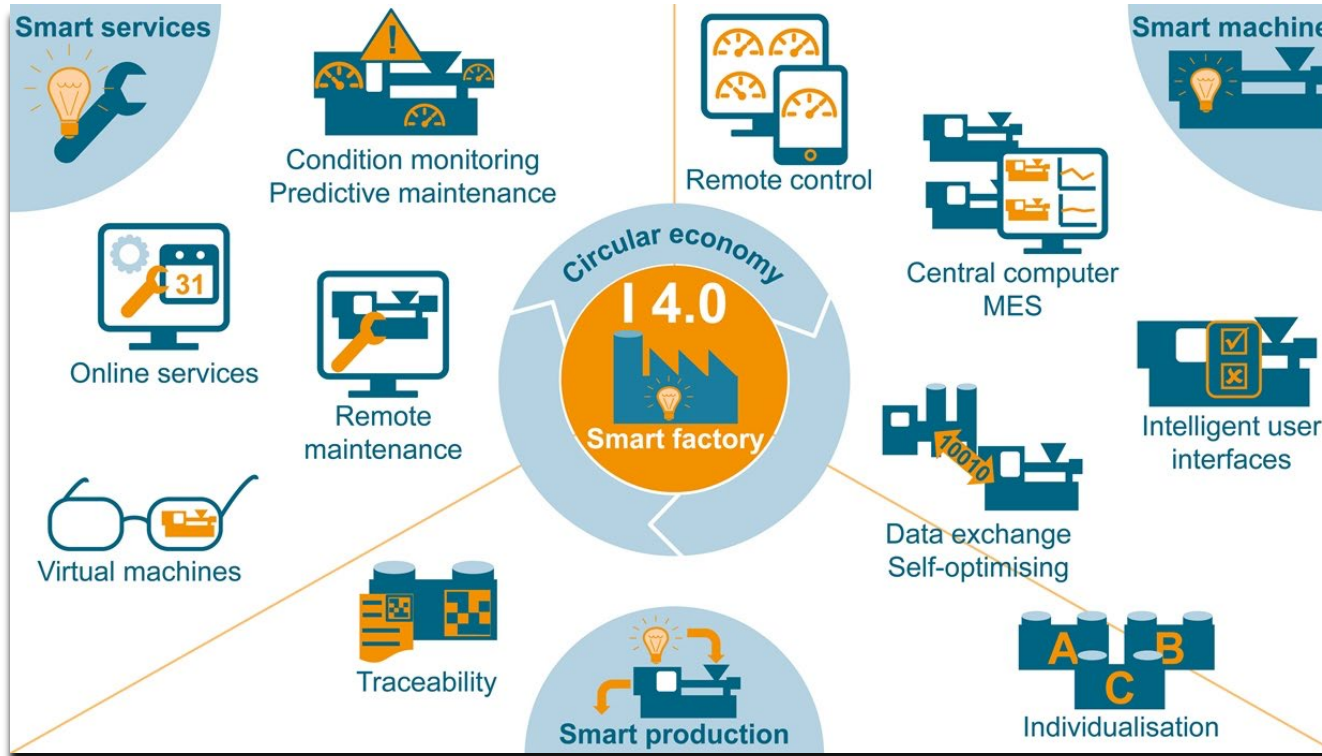 Smart services
Condition monitoring
Predictive maintenance
31
Online services
Remote
maintenance
Virtual machines
Remote control
Smart machine
Central computer
MES
Intelligent user
interfaces
10010
Data exchange
Self-optimising
Circular economy
I 4.0
Smart factory
Traceability
Smart production
A
B
C
Individualisation